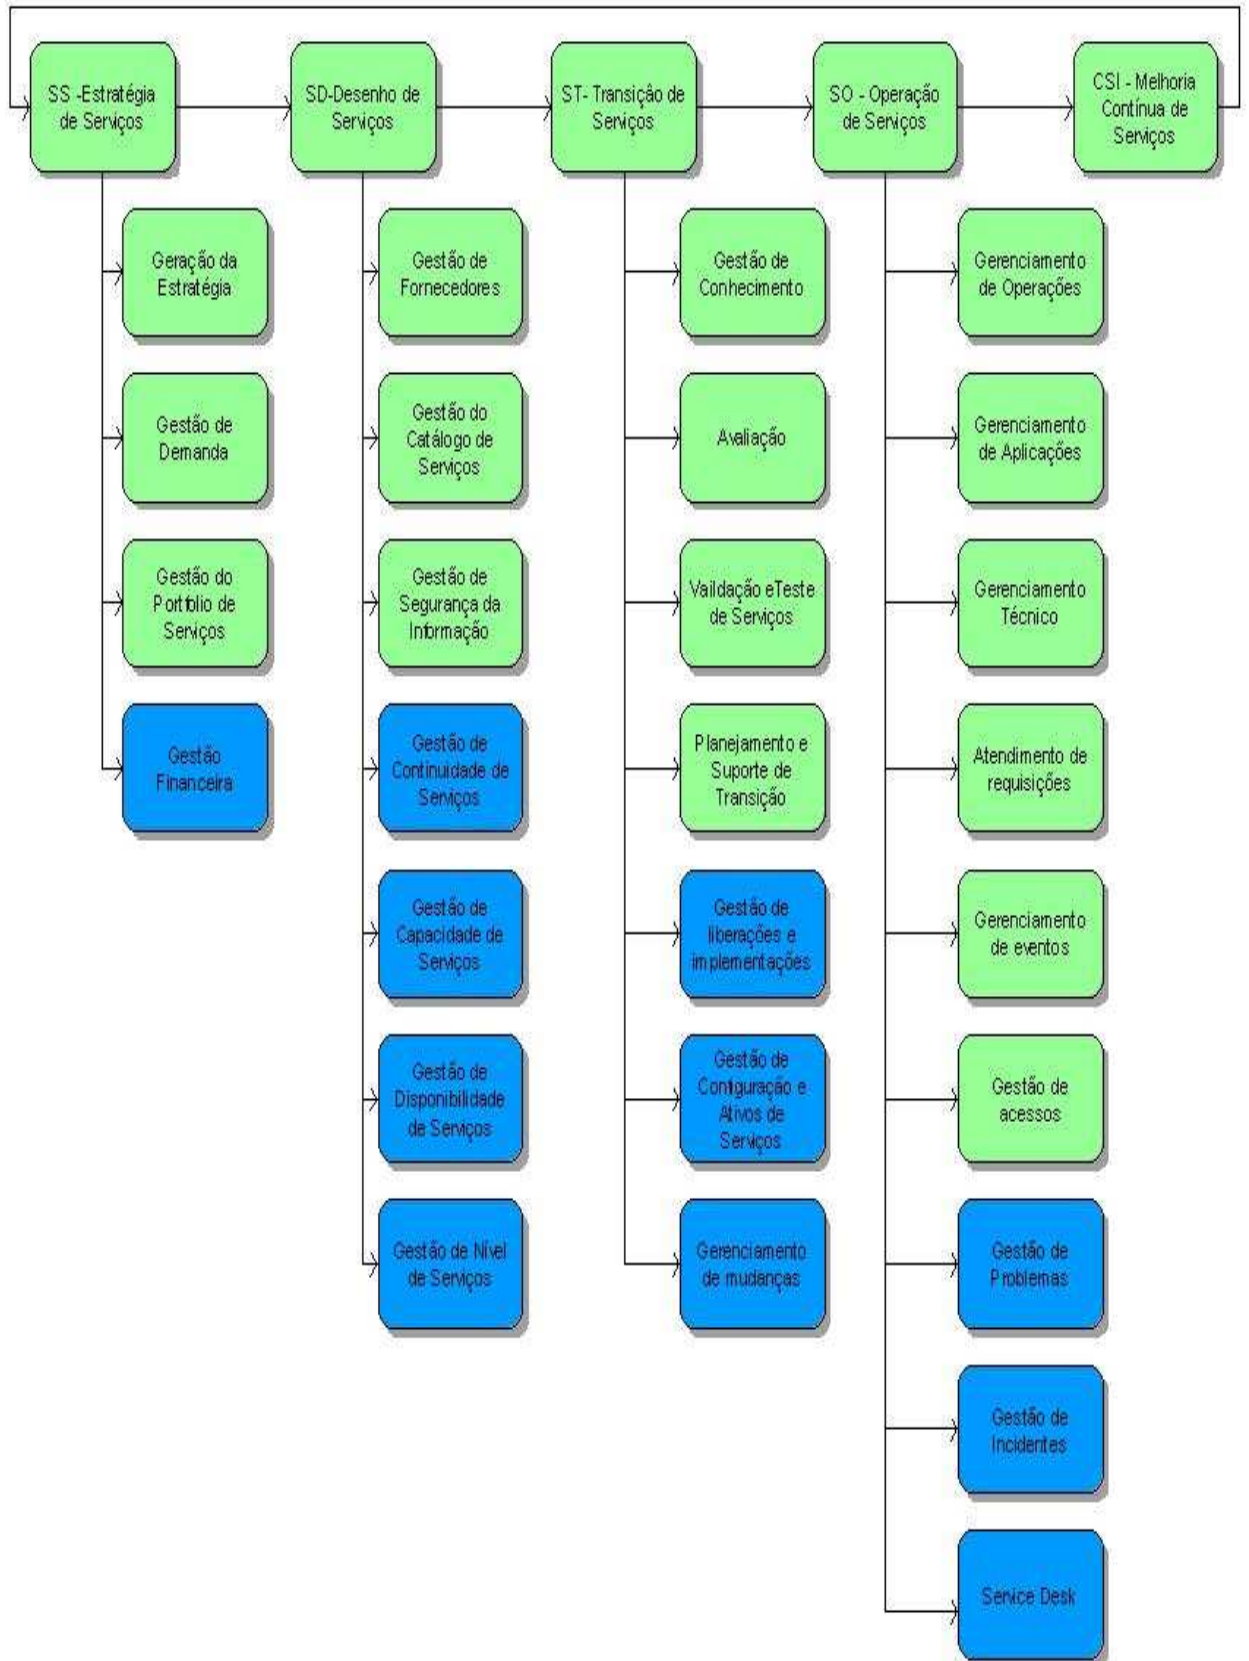 SS -Estratégia
de Serviços
SD-Desenho de
Serviços
ST- Transição de
Serviços
SO - Operação
de Serviços
CSI - Melhoria
Contínua de
Serviços
Geração da
Estratégia
Gestão de
Demanda
Gestão do
Portfolio de
Serviços
Gestão
Financeira
Gestão de
Fornecedores
Gestão do
Catálogo de
Serviços
Gestão de
Segurança da
Informação
Gestão de
Continuidade de
Serviços
Gestão de
Capacidade de
Serviços
Gestão de
Disponibilidade
de Serviços
Gestão de Nível
de Serviços
Gestão de
Conhecimento
Avaliação
Vaildação eTeste
de Serviços
Planejamento e
Suporte de
Transição
Gestão de
liberações e
implementações
Gestão de
Configuração e
Ativos de
Serviços
Gerenciamento
de mudanças
Gerenciamento
de Operações
Gerenciamento
de Aplicações
Gerenciamento
Técnico
Atendimento de
requisições
Gerenciamento
de eventos
Gestão de
acessos
Gestão de
Problemas
Gestão de
Incidentes
Service Desk